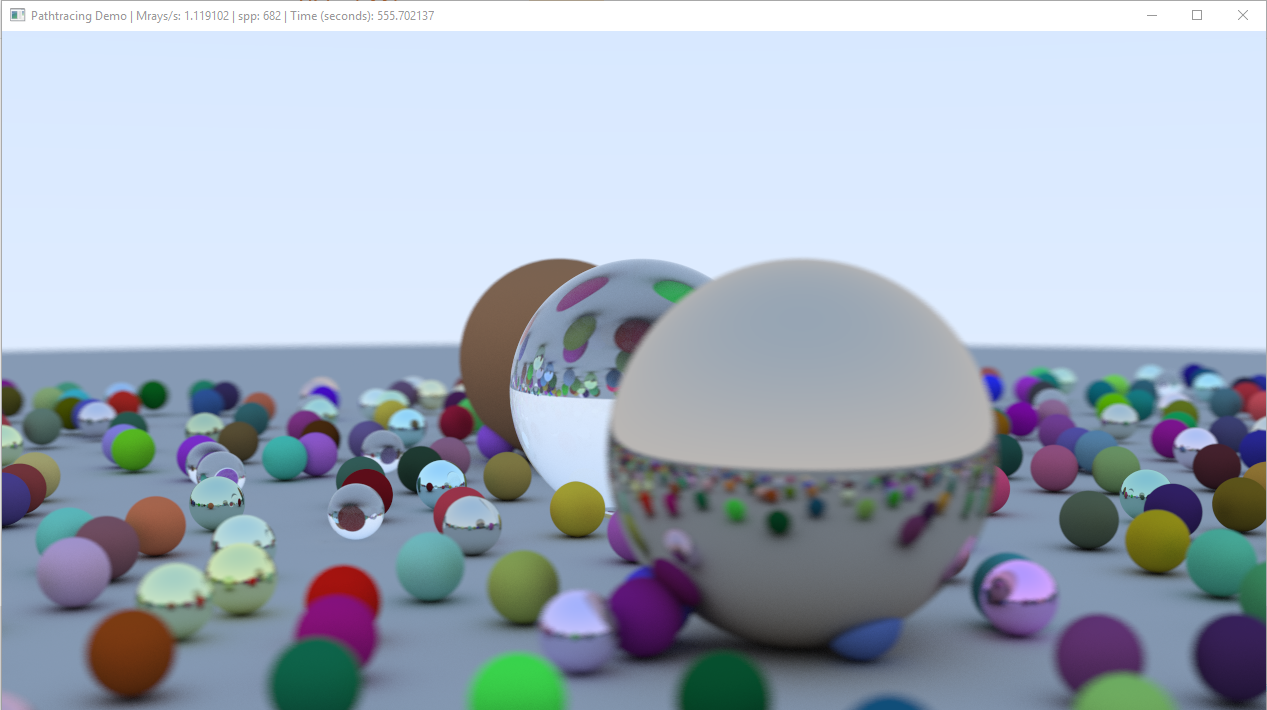 Pathtracing Demo | Mrays/s: 1.119102 | spp: 682 | Time (seconds): 555.702137